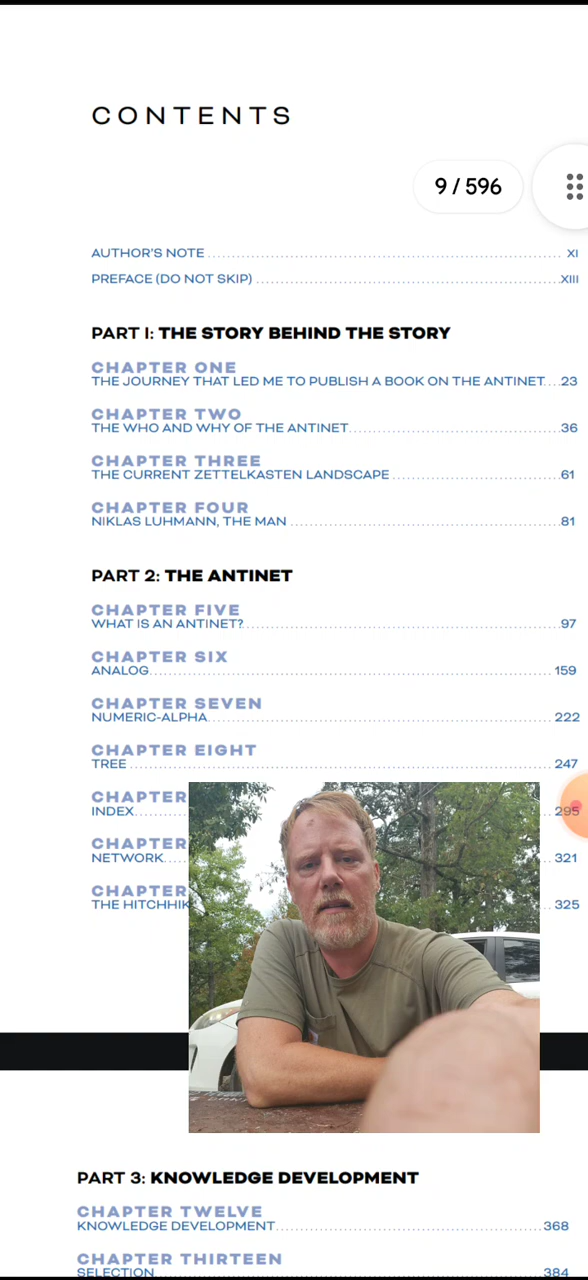 CONTENTS
9 / 596
AUTHOR'S NOTE XI
PREFACE (DO NOT SKIP) XIII
PART I: THE STORY BEHIND THE STORY
CHAPTER ONE
THE JOURNEY THAT LED ME TO PUBLISH A BOOK ON THE ANTINET 23
CHAPTER TWO
THE WHO AND WHY OF THE ANTINET 36
CHAPTER THREE
THE CURRENT ZETTELKASTEN LANDSCAPE 61
CHAPTER FOUR
NIKLAS LUHMANN, THE MAN 81
PART 2: THE ANTINET
CHAPTER FIVE
WHAT IS AN ANTINET? 97
CHAPTER SIX
ANALOG 159
CHAPTER SEVEN
NUMERIC-ALPHA 222
CHAPTER EIGHT
TREE 247
CHAPTER
INDEX 295
CHAPTER
NETWORK 321
CHAPTER
THE HITCHHIK 325
PART 3: KNOWLEDGE DEVELOPMENT
CHAPTER TWELVE
KNOWLEDGE DEVELOPMENT 368
CHAPTER THIRTEEN
SELECTION 384